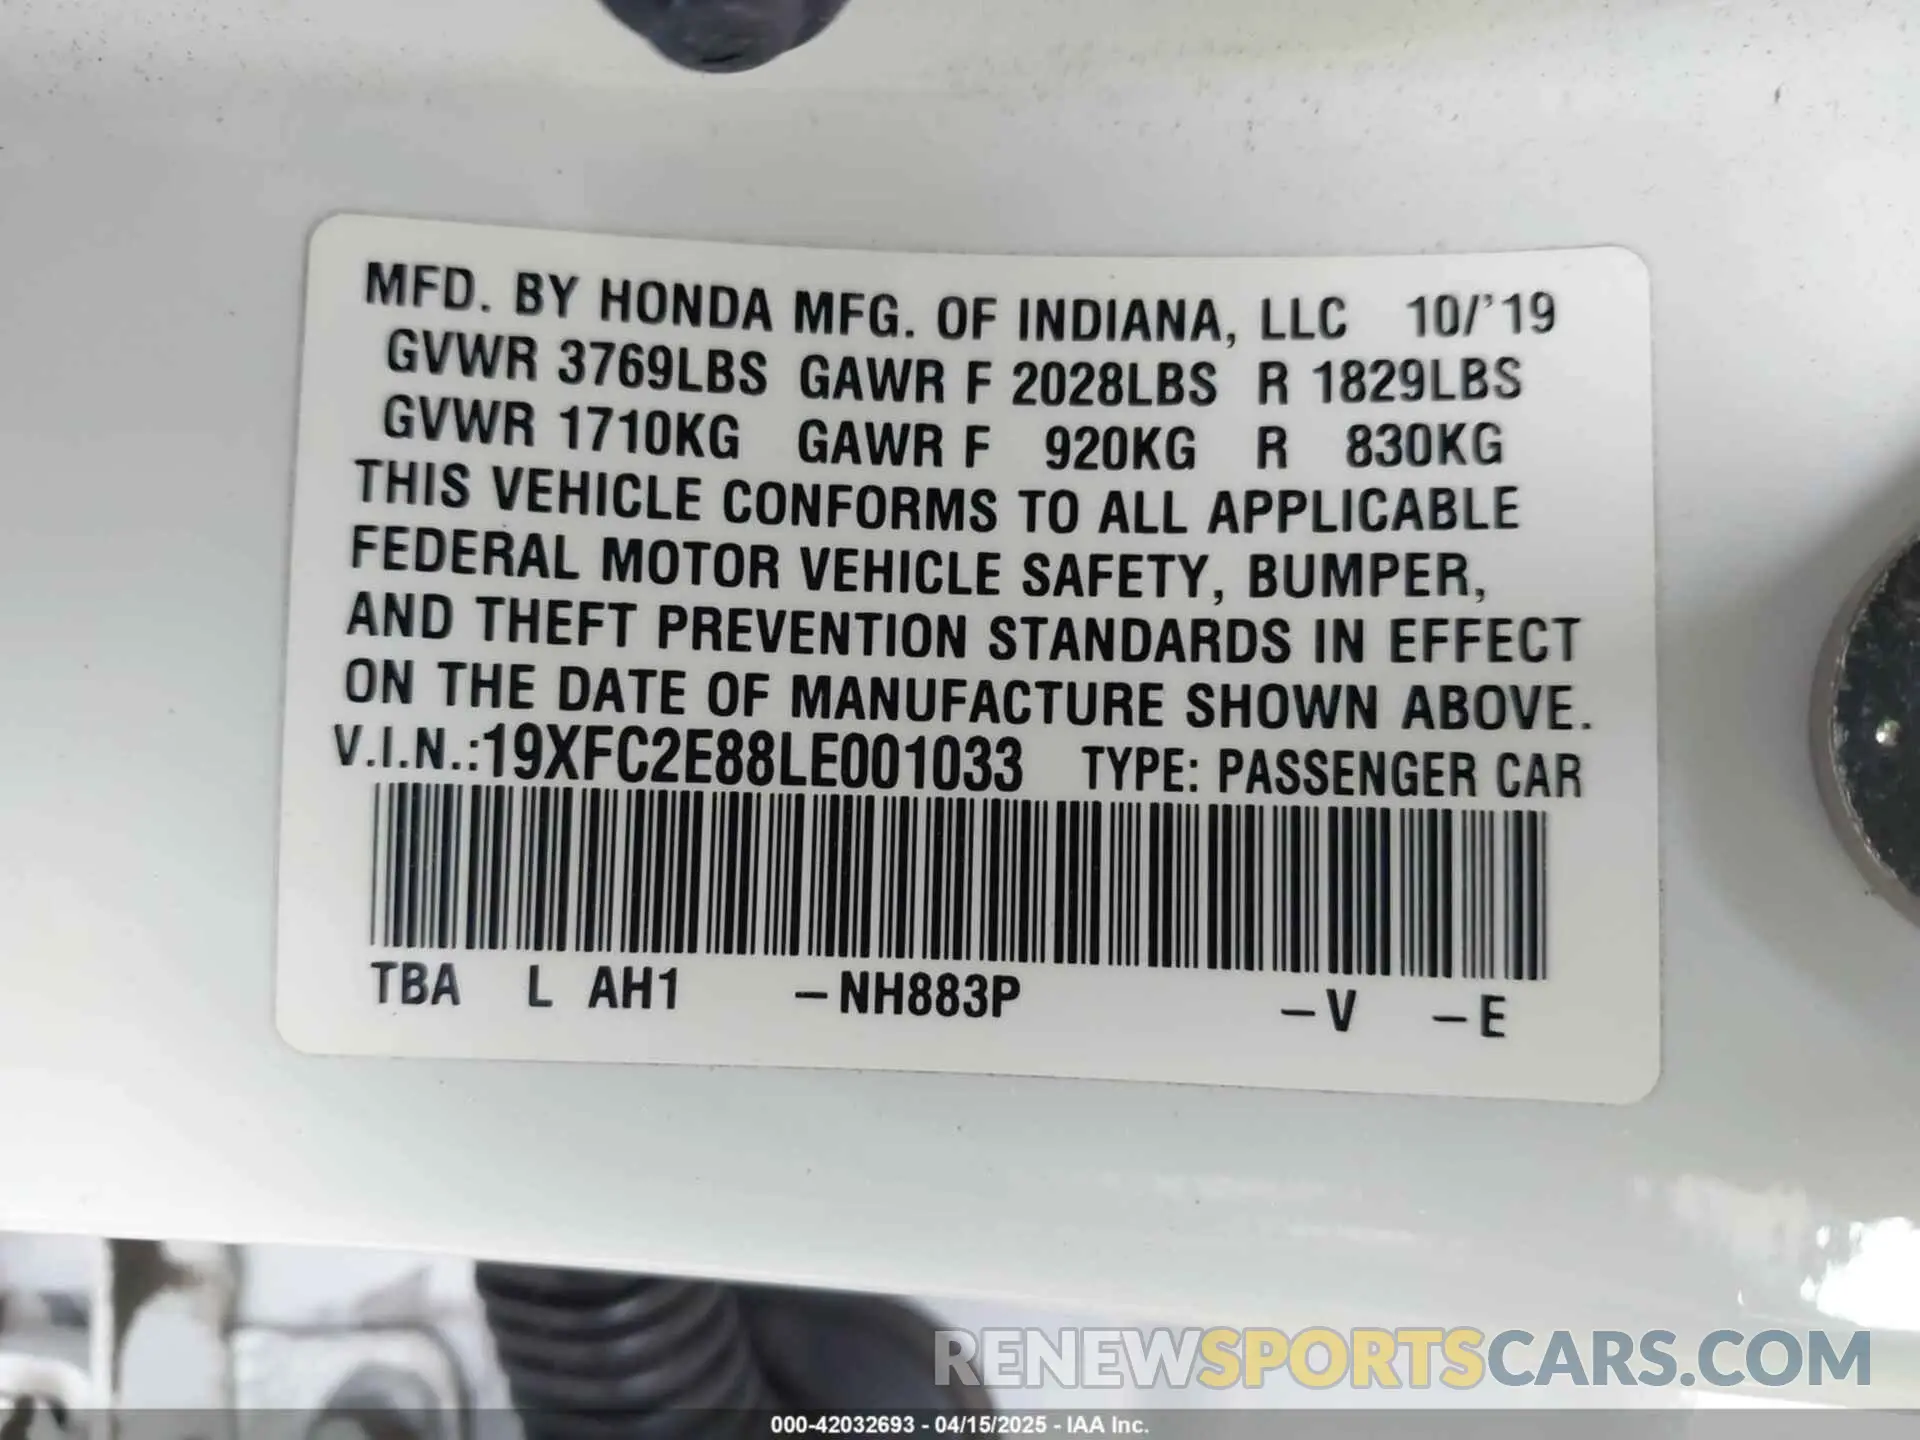 MFD. BY HONDA MFG. OF INDIANA, LLC 10/'19
GVWR 3769LBS GAWR F 2028LBS R 1829LBS
GVWR 1710KG GAWR F 920KG R 830KG
THIS VEHICLE CONFORMS TO ALL APPLICABLE
FEDERAL MOTOR VEHICLE SAFETY, BUMPER,
AND THEFT PREVENTION STANDARDS IN EFFECT
ON THE DATE OF MANUFACTURE SHOWN ABOVE.
V.I.N.:19XFC2E88LE001033 TYPE: PASSENGER CAR
TBA L AH1 –NH883P –V –E
RENEWSPORTSCARS.COM
000-42032693 - 04/15/2025 - IAA Inc.